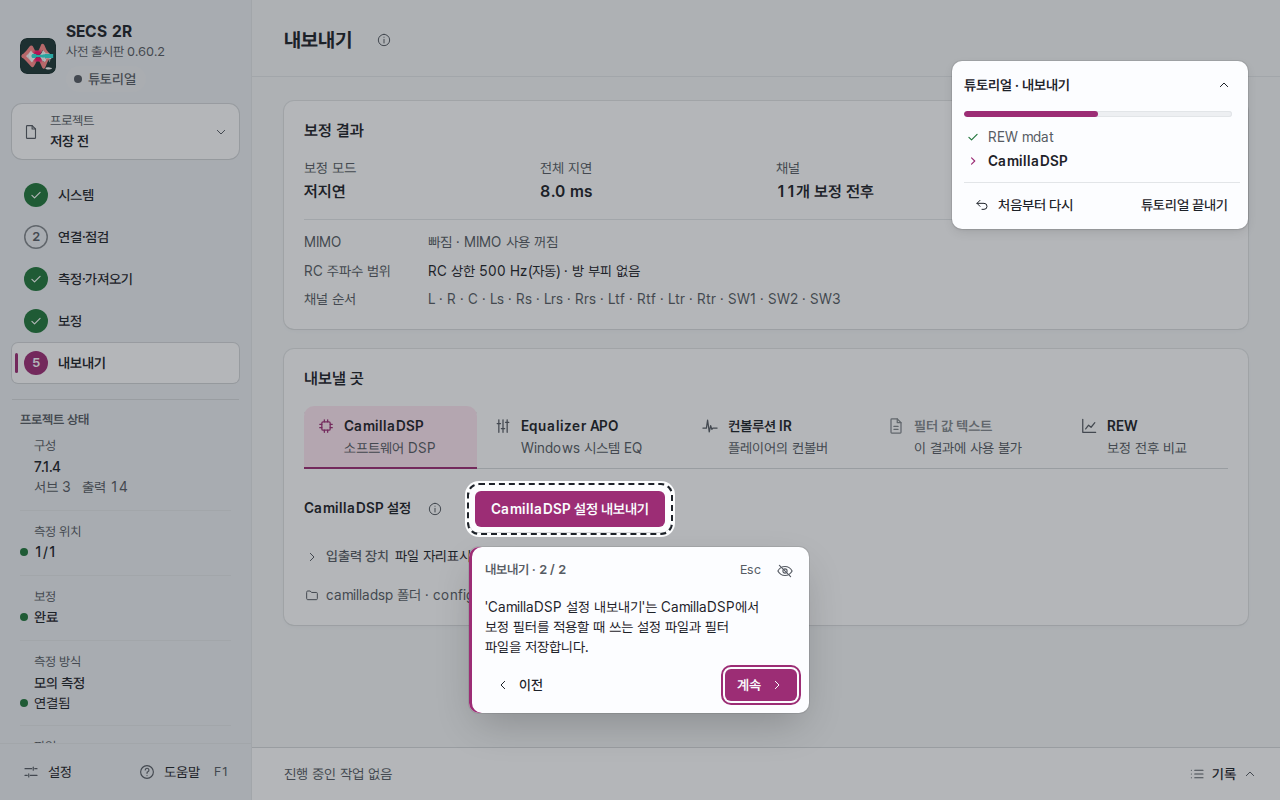 SECS 2R
사전 출시판 0.60.2
튜토리얼
프로젝트
저장 전
시스템
2 연결·점검
측정·가져오기
보정
5 내보내기
프로젝트 상태
구성
7.1.4
서브 3 출력 14
측정 위치
1/1
보정
완료
측정 방식
모의 측정
연결됨
설정
도움말 F1
내보내기
보정 결과
보정 모드
저지연
전체 지연
8.0 ms
채널
11개 보정 전후
MIMO 빠짐 · MIMO 사용 꺼짐
RC 주파수 범위 RC 상한 500 Hz(자동) · 방 부피 없음
채널 순서 L · R · C · Ls · Rs · Lrs · Rrs · Ltf · Rtf · Ltr · Rtr · SW1 · SW2 · SW3
튜토리얼 · 내보내기
REW mdat
CamillaDSP
처음부터 다시
튜토리얼 끝내기
내보낼 곳
CamillaDSP
소프트웨어 DSP
Equalizer APO
Windows 시스템 EQ
컨볼루션 IR
플레이어의 컨볼버
필터 값 텍스트
이 결과에 사용 불가
REW
보정 전후 비교
CamillaDSP 설정
CamillaDSP 설정 내보내기
입출력 장치 파일 자리표시
camilladsp 폴더 · config
내보내기 · 2 / 2
Esc
'CamillaDSP 설정 내보내기'는 CamillaDSP에서
보정 필터를 적용할 때 쓰는 설정 파일과 필터
파일을 저장합니다.
이전
계속
진행 중인 작업 없음
기록